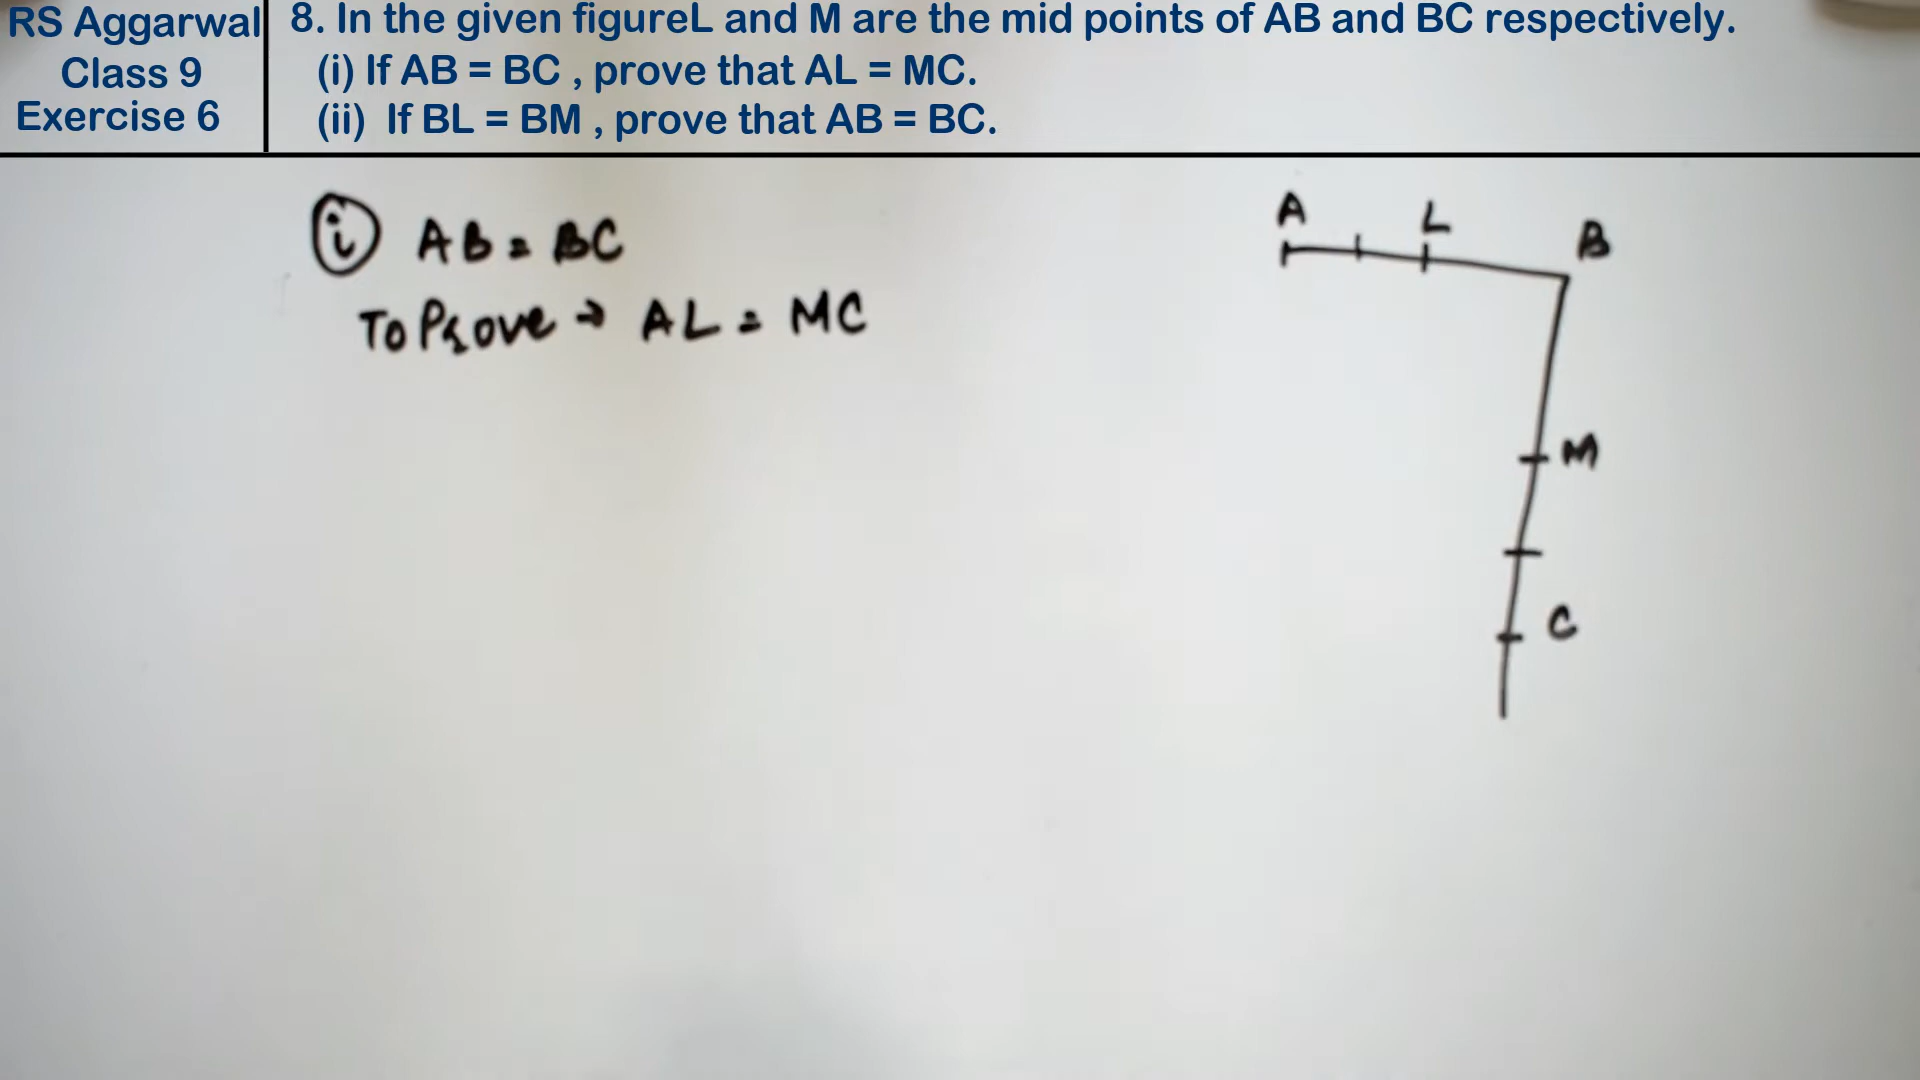 RS Aggarwal
Class 9
Exercise 6
8. In the given figureL and M are the mid points of AB and BC respectively.
(i) If AB = BC , prove that AL = MC.
(ii) If BL = BM , prove that AB = BC.
(i) AB = BC
To Prove → AL = MC
A L B
M
C